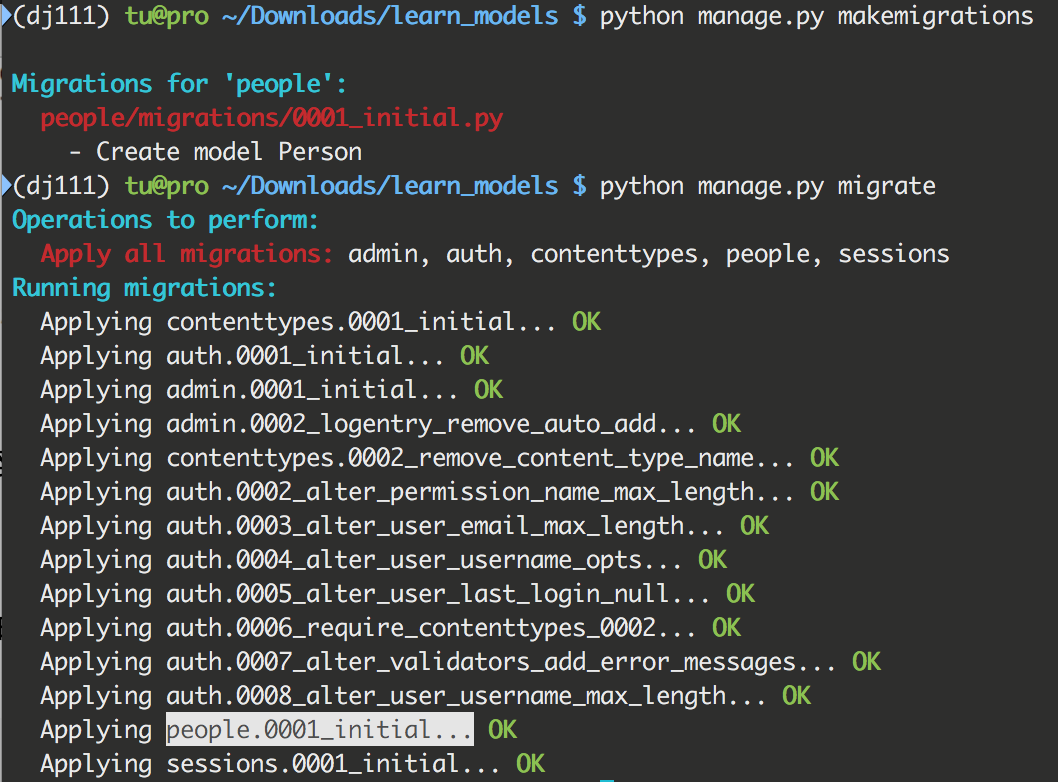 (dj111) tu@pro ~/Downloads/learn_models $ python manage.py makemigrations
Migrations for 'people':
people/migrations/0001_initial.py
- Create model Person
(dj111) tu@pro ~/Downloads/learn_models $ python manage.py migrate
Operations to perform:
Apply all migrations: admin, auth, contenttypes, people, sessions
Running migrations:
Applying contenttypes.0001_initial... OK
Applying auth.0001_initial... OK
Applying admin.0001_initial... OK
Applying admin.0002_logentry_remove_auto_add... OK
Applying contenttypes.0002_remove_content_type_name... OK
Applying auth.0002_alter_permission_name_max_length... OK
Applying auth.0003_alter_user_email_max_length... OK
Applying auth.0004_alter_user_username_opts... OK
Applying auth.0005_alter_user_last_login_null... OK
Applying auth.0006_require_contenttypes_0002... OK
Applying auth.0007_alter_validators_add_error_messages... OK
Applying auth.0008_alter_user_username_max_length... OK
Applying people.0001_initial... OK
Applying sessions.0001_initial... OK